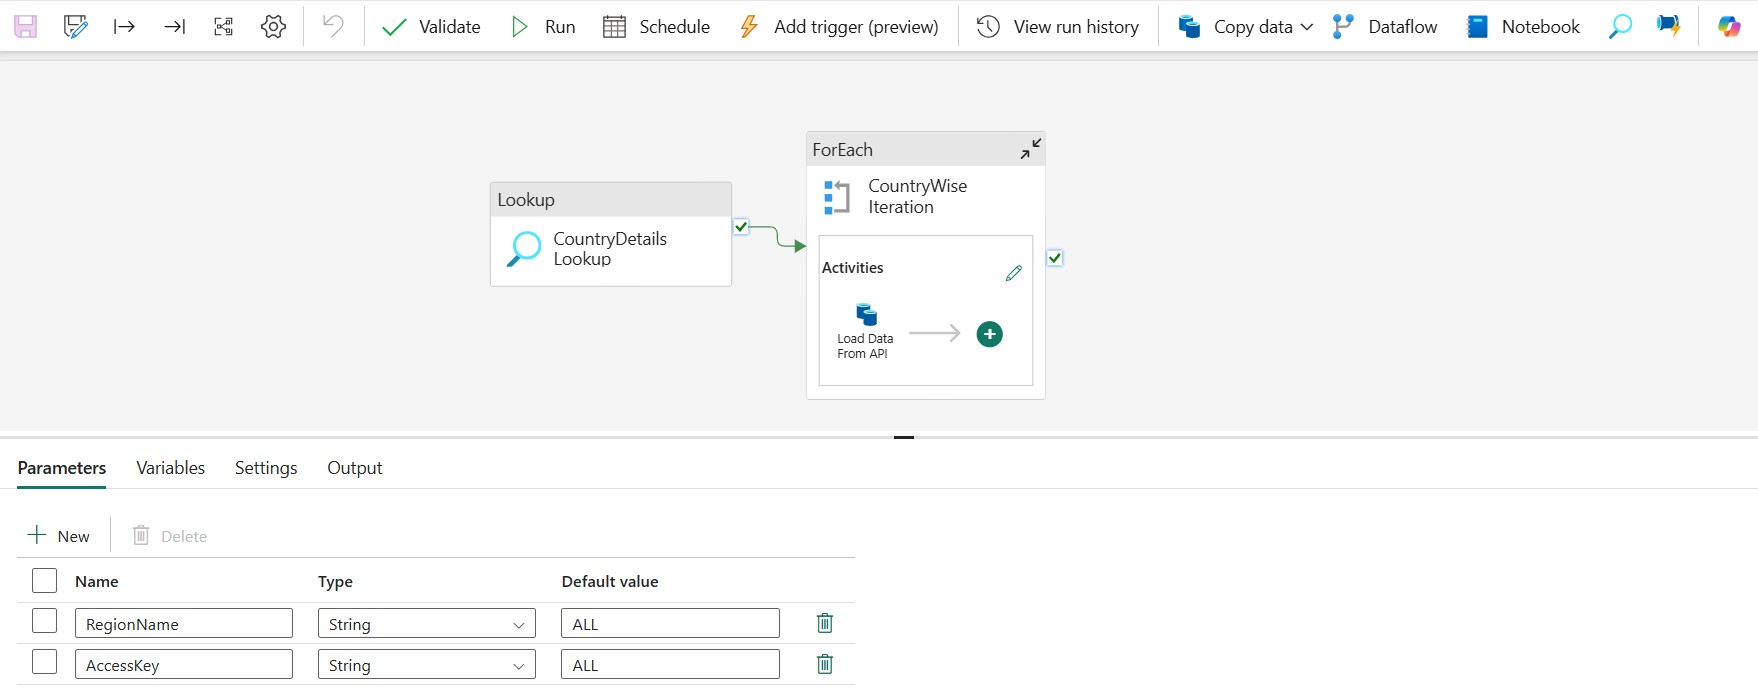 Validate Run Schedule Add trigger (preview) View run history Copy data Dataflow Notebook
ForEach
CountryWise
Iteration
Lookup
CountryDetails
Lookup
Activities
Load Data
From API
Parameters Variables Settings Output
New Delete
Name Type Default value
RegionName String ALL
AccessKey String ALL